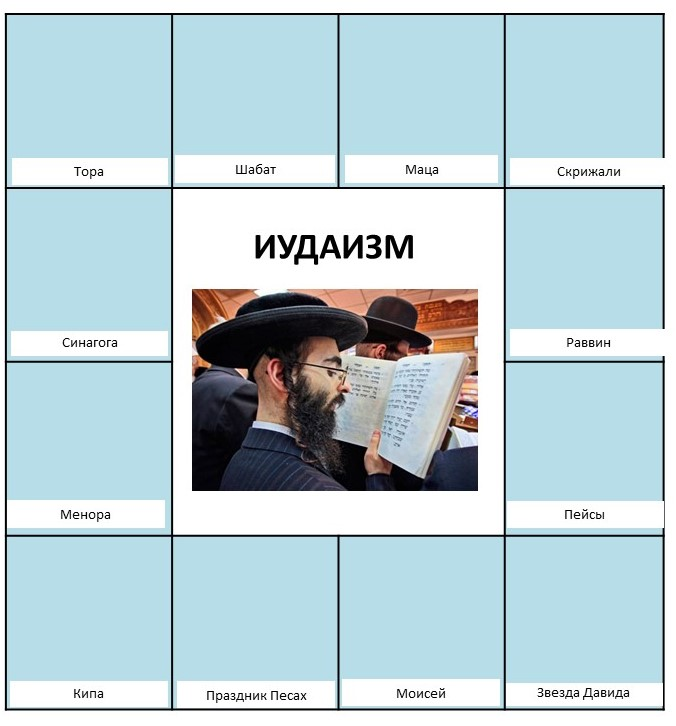 Тора
Шабат
Маца
Скрижали
ИУДАИЗМ
Синагога
Раввин
Менора
Пейсы
Кипа
Праздник Песах
Моисей
Звезда Давида